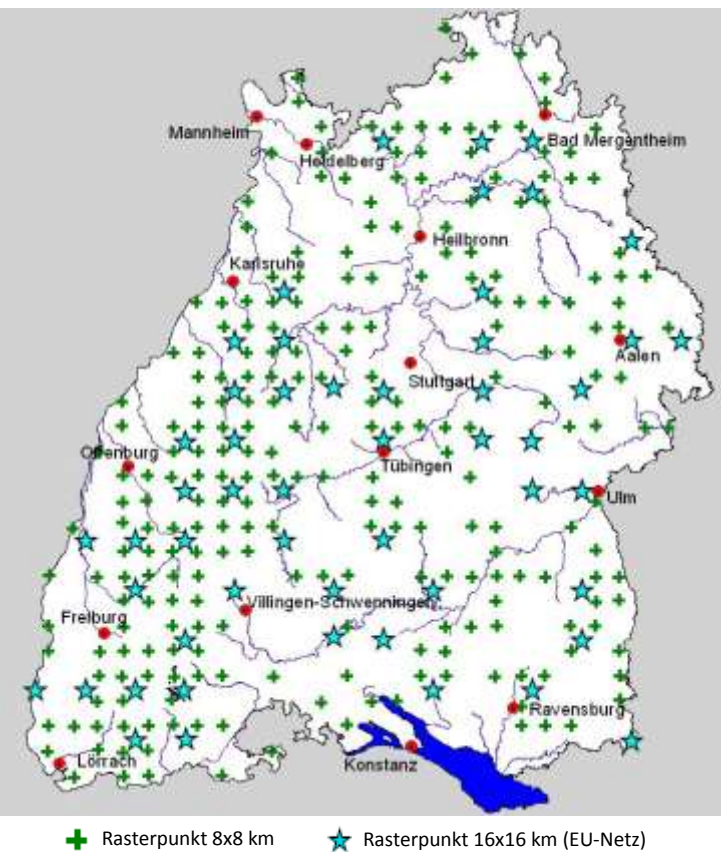 Mannheim
Heidelberg
Bad Mergentheim
Heilbronn
Karlsruhe
Aalen
Stuttgart
Offenburg
Tübingen
Ulm
Villingen-Schwenningen
Freiburg
Ravensburg
Lörrach
Konstanz
Rasterpunkt 8x8 km
Rasterpunkt 16x16 km (EU-Netz)